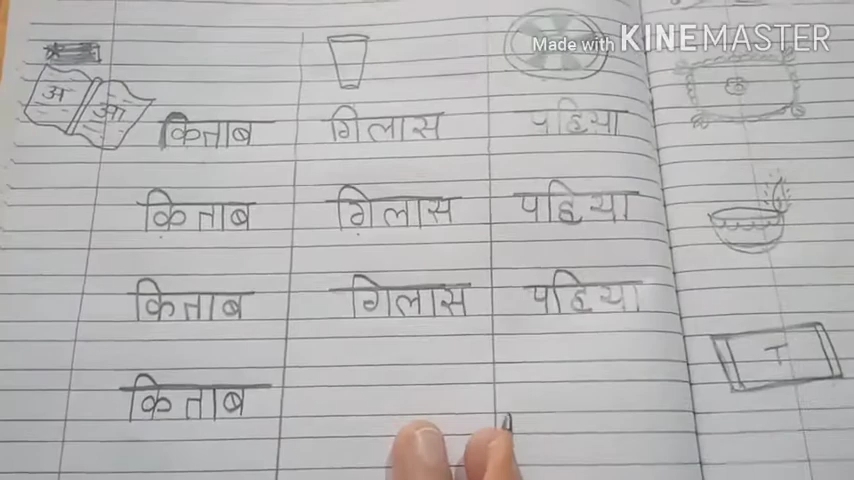 Made with KINEMASTER
अ आ
किताब गिलास पहिया
किताब गिलास पहिया
किताब गिलास पहिया
T
किताब